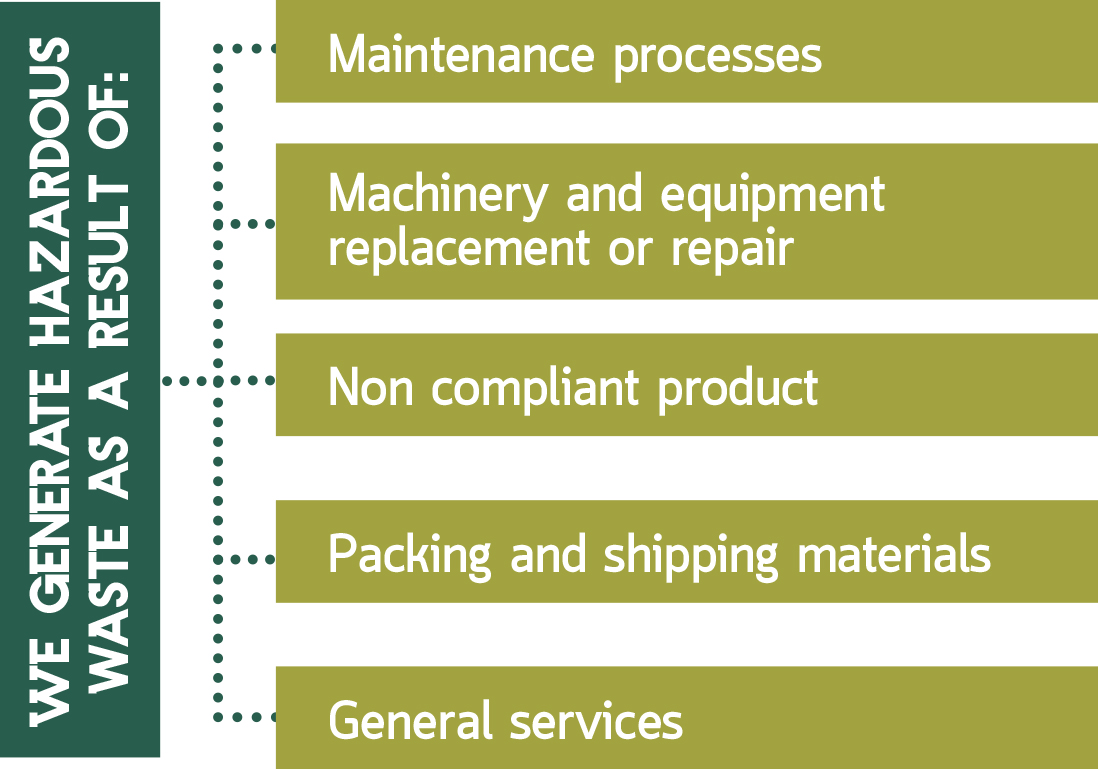 WE GENERATE HAZARDOUS
WASTE AS A RESULT OF:
Maintenance processes
Machinery and equipment
replacement or repair
Non compliant product
Packing and shipping materials
General services